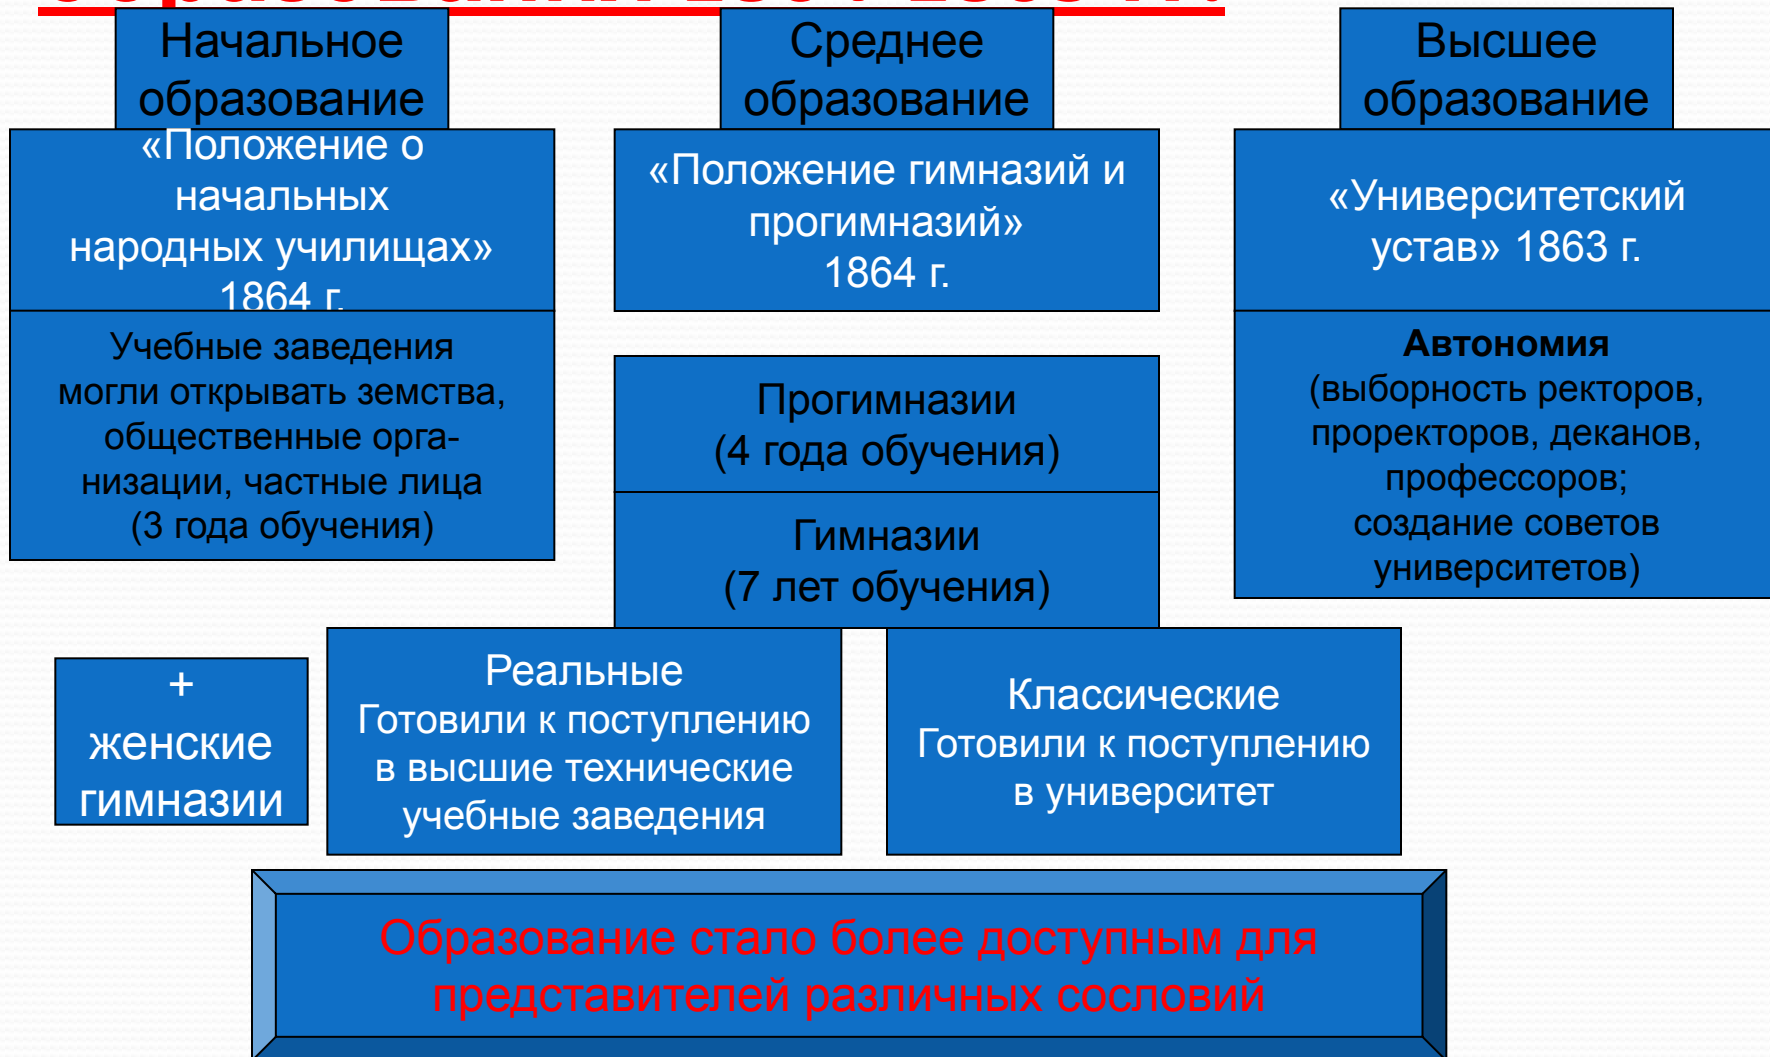 Начальное
образование
«Положение о
начальных
народных училищах»
1864 г.
Учебные заведения
могли открывать земства,
общественные орга-
низации, частные лица
(3 года обучения)
Среднее
образование
«Положение гимназий и
прогимназий»
1864 г.
Прогимназии
(4 года обучения)
Гимназии
(7 лет обучения)
Высшее
образование
«Университетский
устав» 1863 г.
Автономия
(выборность ректоров,
проректоров, деканов,
профессоров;
создание советов
университетов)
+
женские
гимназии
Реальные
Готовили к поступлению
в высшие технические
учебные заведения
Классические
Готовили к поступлению
в университет
Образование стало более доступным для
представителей различных сословий